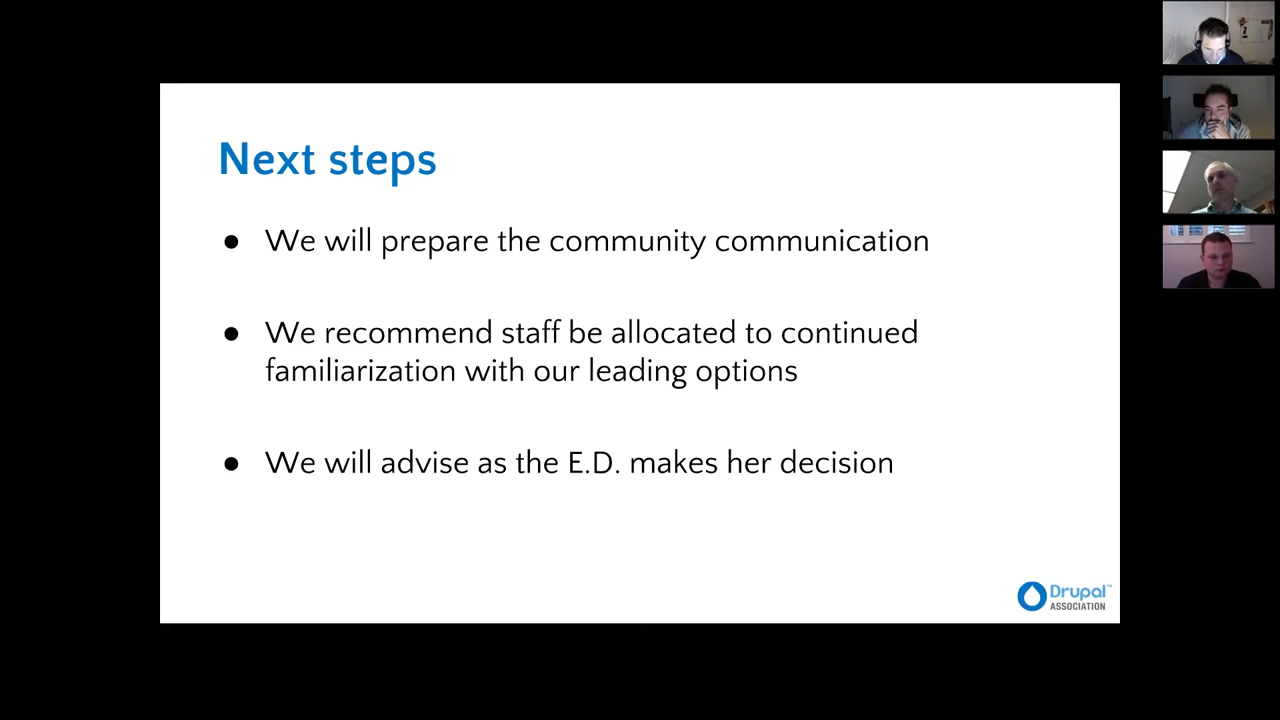 Next steps
● We will prepare the community communication
● We recommend staff be allocated to continued
familiarization with our leading options
● We will advise as the E.D. makes her decision
Drupal™
ASSOCIATION